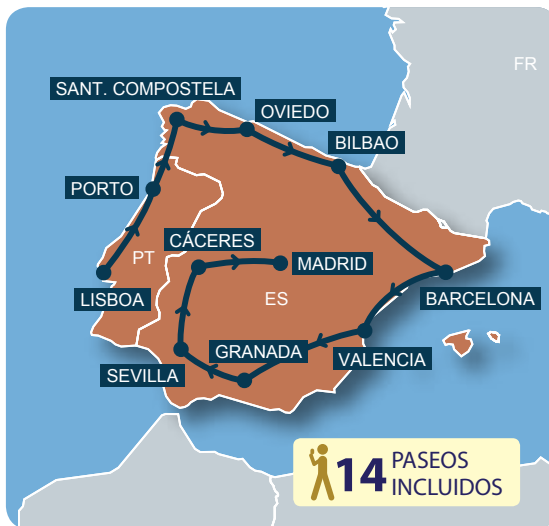 FR
SANT. COMPOSTELA
OVIEDO
BILBAO
PORTO
CÁCERES
PT
MADRID
LISBOA
ES
BARCELONA
GRANADA
VALENCIA
SEVILLA
14 PASEOS
INCLUIDOS